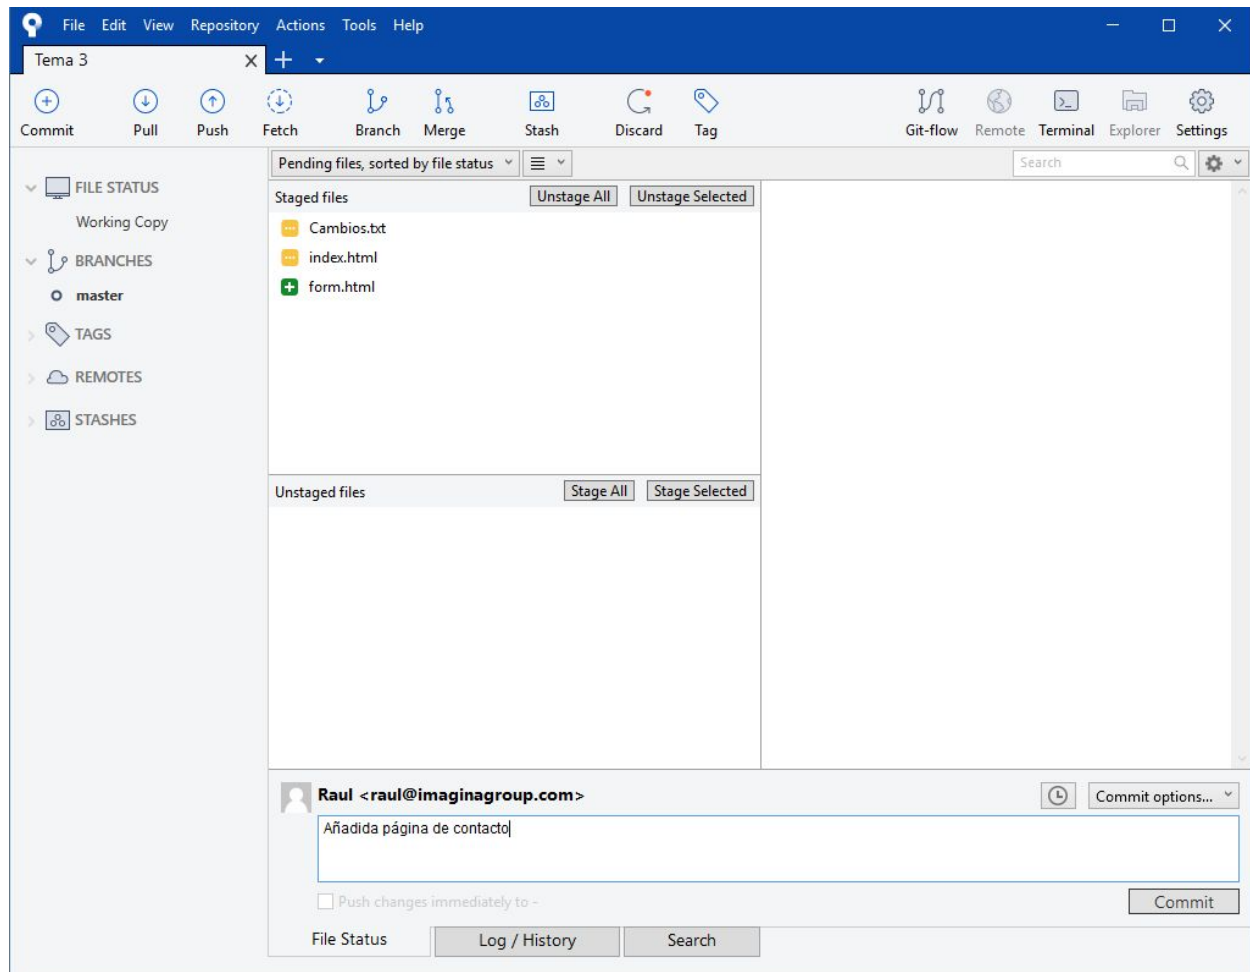 File Edit View Repository Actions Tools Help
Tema 3
Commit Pull Push Fetch Branch Merge Stash Discard Tag Git-flow Remote Terminal Explorer Settings
Pending files, sorted by file status Search
FILE STATUS
Working Copy
BRANCHES
master
TAGS
REMOTES
STASHES
Staged files Unstage All Unstage Selected
Cambios.txt
index.html
form.html
Unstaged files Stage All Stage Selected
Raul <raul@imaginagroup.com> Commit options...
Añadida página de contacto
Push changes immediately to - Commit
File Status Log / History Search